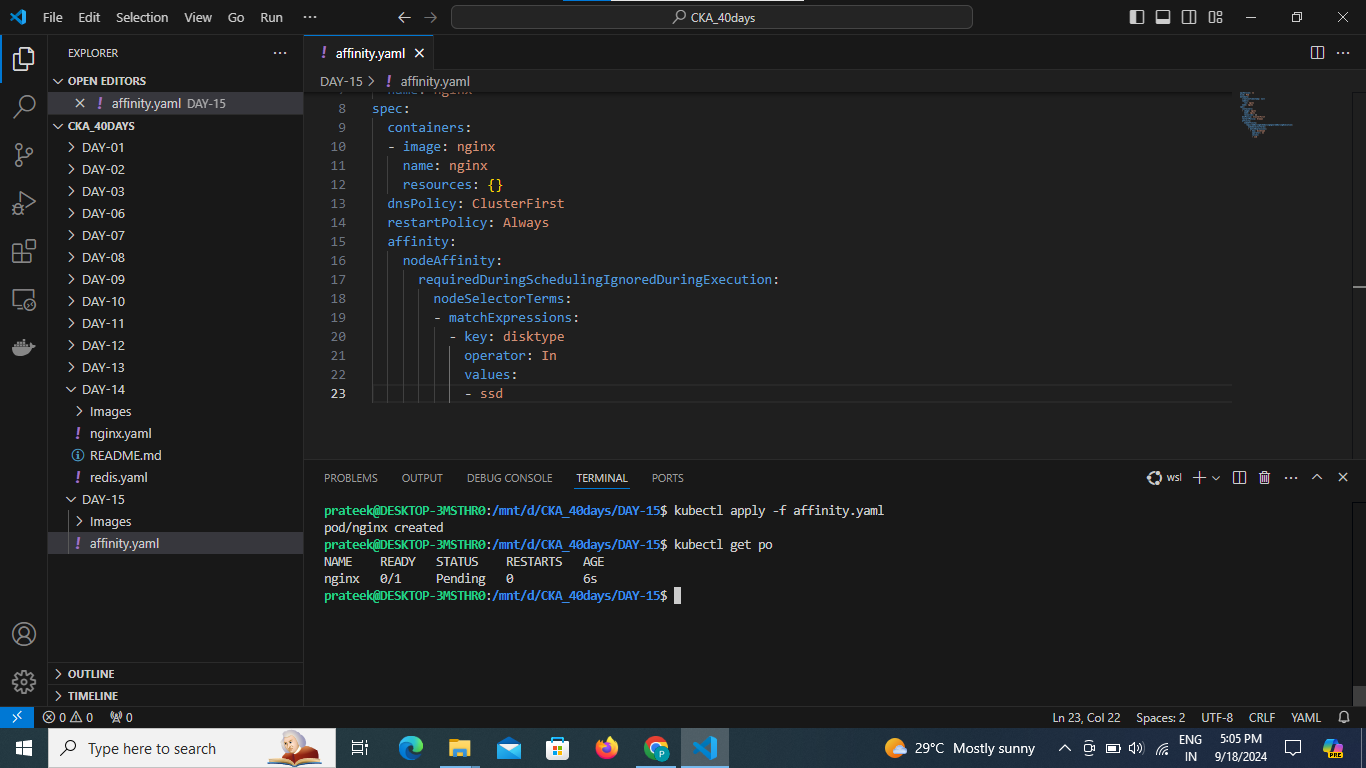 File Edit Selection View Go Run ··· CKA_40days
EXPLORER
OPEN EDITORS
affinity.yaml DAY-15
CKA_40DAYS
DAY-01
DAY-02
DAY-03
DAY-06
DAY-07
DAY-08
DAY-09
DAY-10
DAY-11
DAY-12
DAY-13
DAY-14
Images
nginx.yaml
README.md
redis.yaml
DAY-15
Images
affinity.yaml
OUTLINE
TIMELINE
affinity.yaml
DAY-15 > affinity.yaml
8 spec:
9 containers:
10 - image: nginx
11 name: nginx
12 resources: {}
13 dnsPolicy: ClusterFirst
14 restartPolicy: Always
15 affinity:
16 nodeAffinity:
17 requiredDuringSchedulingIgnoredDuringExecution:
18 nodeSelectorTerms:
19 - matchExpressions:
20 - key: disktype
21 operator: In
22 values:
23 - ssd
PROBLEMS OUTPUT DEBUG CONSOLE TERMINAL PORTS wsl
prateek@DESKTOP-3MSTHR0:/mnt/d/CKA_40days/DAY-15$ kubectl apply -f affinity.yaml
pod/nginx created
prateek@DESKTOP-3MSTHR0:/mnt/d/CKA_40days/DAY-15$ kubectl get po
NAME READY STATUS RESTARTS AGE
nginx 0/1 Pending 0 6s
prateek@DESKTOP-3MSTHR0:/mnt/d/CKA_40days/DAY-15$
0 0 0 Ln 23, Col 22 Spaces: 2 UTF-8 CRLF YAML
Type here to search
29°C Mostly sunny
ENG
IN
5:05 PM
9/18/2024
PRE